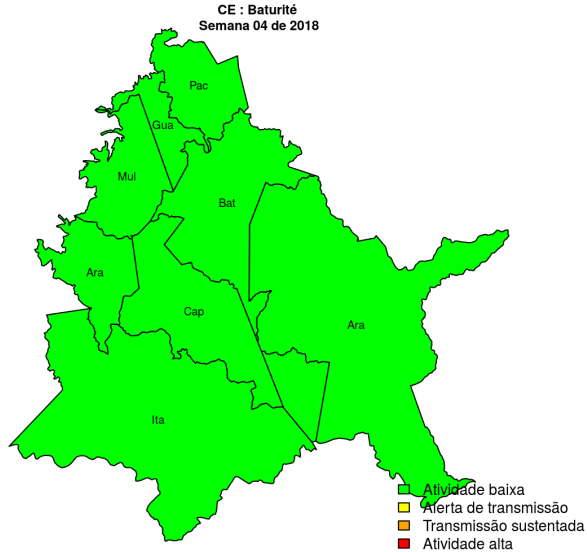 CE : Baturité
Semana 04 de 2018
Pac
Gua
Mul
Bat
Ara
Cap
Ara
Ita
Atividade baixa
Alerta de transmissão
Transmissão sustentada
Atividade alta